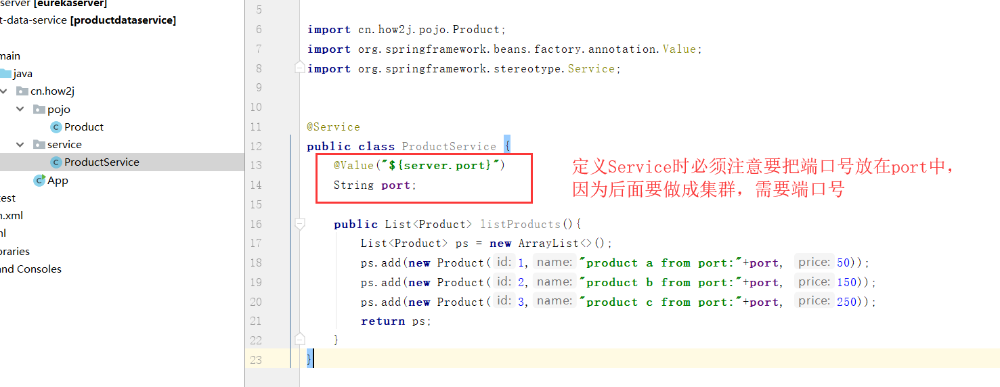 server [eurekaserver]
t-data-service [productdataservice]
main
java
cn.how2j
pojo
Product
service
ProductService
App
test
n.xml
ml
oraries
and Consoles
5
6 import cn.how2j.pojo.Product;
7 import org.springframework.beans.factory.annotation.Value;
8 import org.springframework.stereotype.Service;
9
10
11 @Service
12 public class ProductService {
13 @Value("${server.port}")
14 String port;
15
16 public List<Product> listProducts(){
17 List<Product> ps = new ArrayList<>();
18 ps.add(new Product( id: 1, name: "product a from port:"+port, price: 50));
19 ps.add(new Product( id: 2, name: "product b from port:"+port, price: 150));
20 ps.add(new Product( id: 3, name: "product c from port:"+port, price: 250));
21 return ps;
22 }
23 }
定义Service时必须注意要把端口号放在port中，
因为后面要做成集群，需要端口号